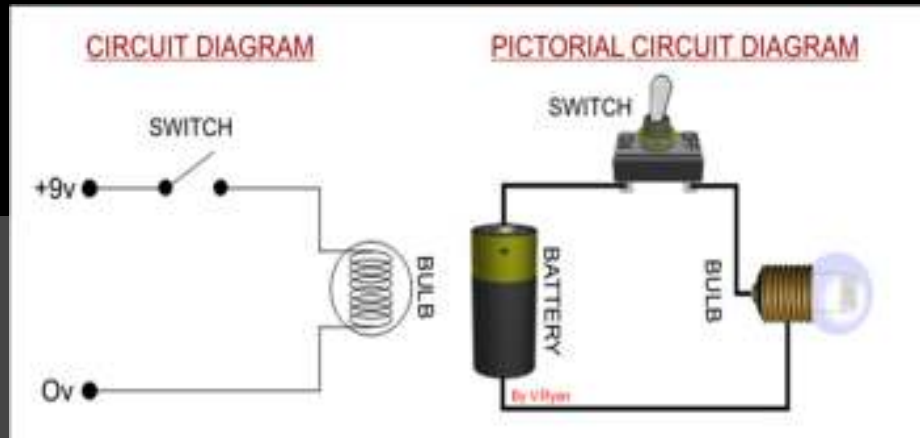 CIRCUIT DIAGRAM
SWITCH
+9v
BULB
0v
PICTORIAL CIRCUIT DIAGRAM
SWITCH
BATTERY
BULB
By V.Ryan